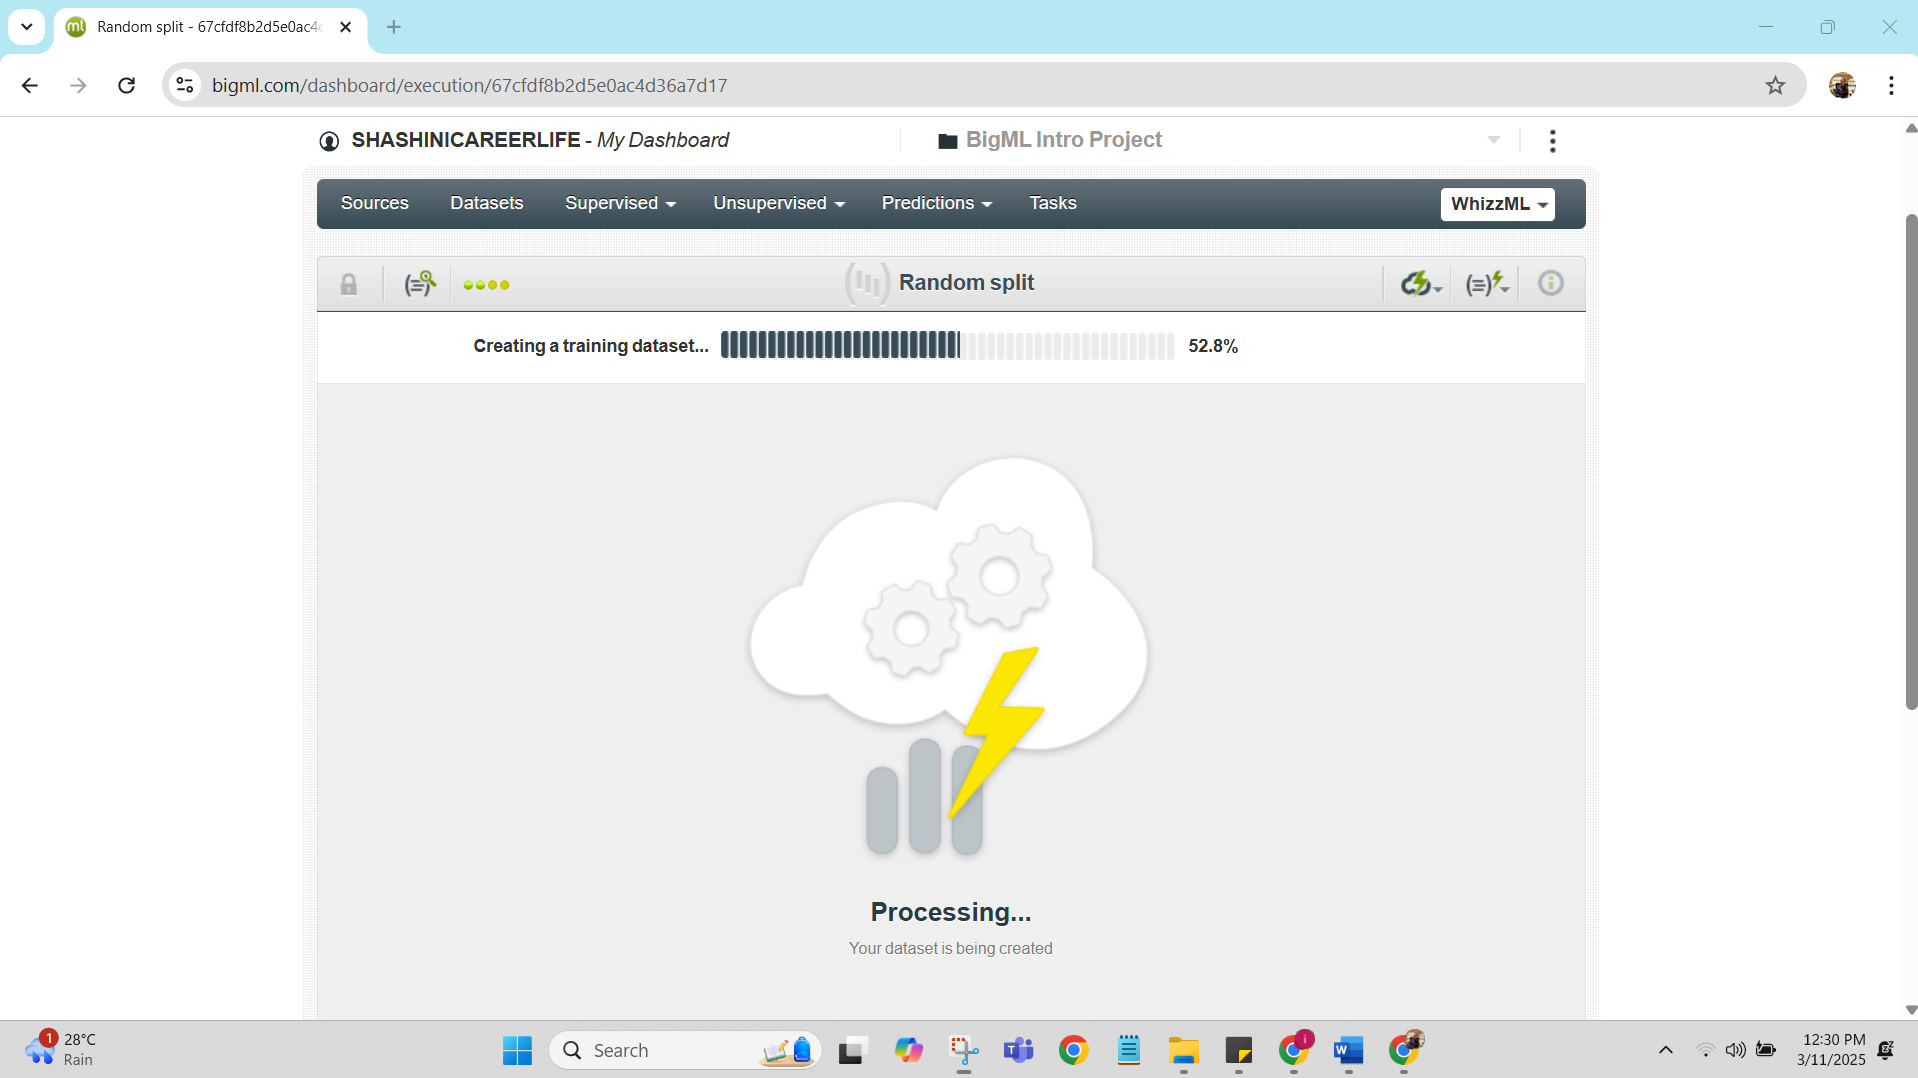 Random split - 67cfdf8b2d5e0ac4
bigml.com/dashboard/execution/67cfdf8b2d5e0ac4d36a7d17
SHASHINICAREERLIFE - My Dashboard
BigML Intro Project
Sources Datasets Supervised Unsupervised Predictions Tasks WhizzML
Random split
Creating a training dataset... 52.8%
Processing...
Your dataset is being created
1
28°C
Rain
Search
12:30 PM
3/11/2025